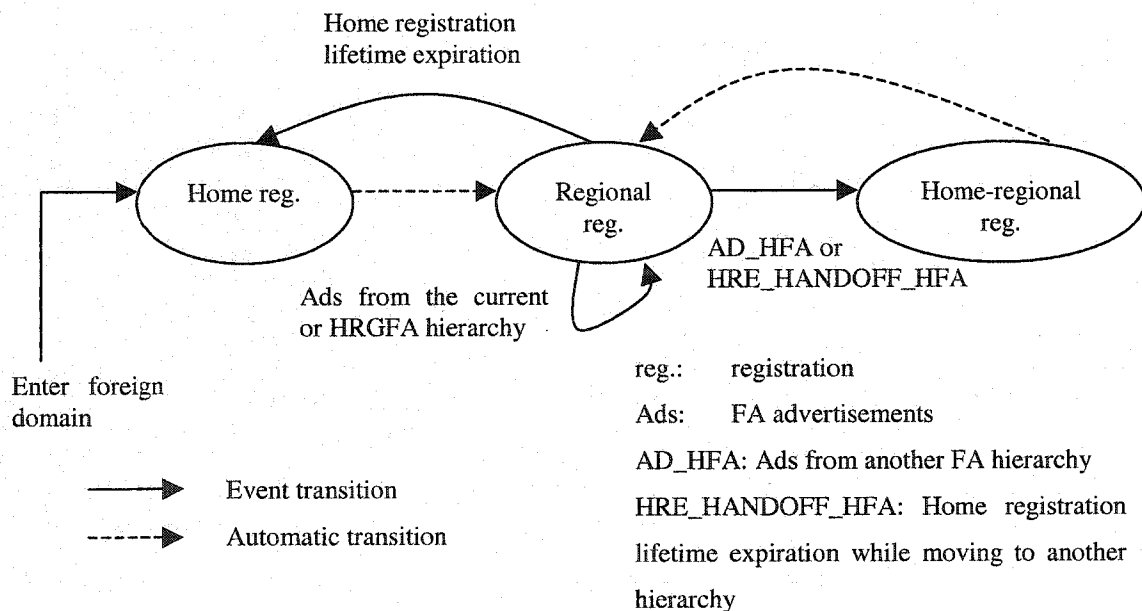 Home registration
lifetime expiration
Home reg.
Regional
reg.
Home-regional
reg.
AD_HFA or
HRE_HANDOFF_HFA
Ads from the current
or HRGFA hierarchy
Enter foreign
domain
reg.: registration
Ads: FA advertisements
AD_HFA: Ads from another FA hierarchy
HRE_HANDOFF_HFA: Home registration
lifetime expiration while moving to another
hierarchy
Event transition
Automatic transition